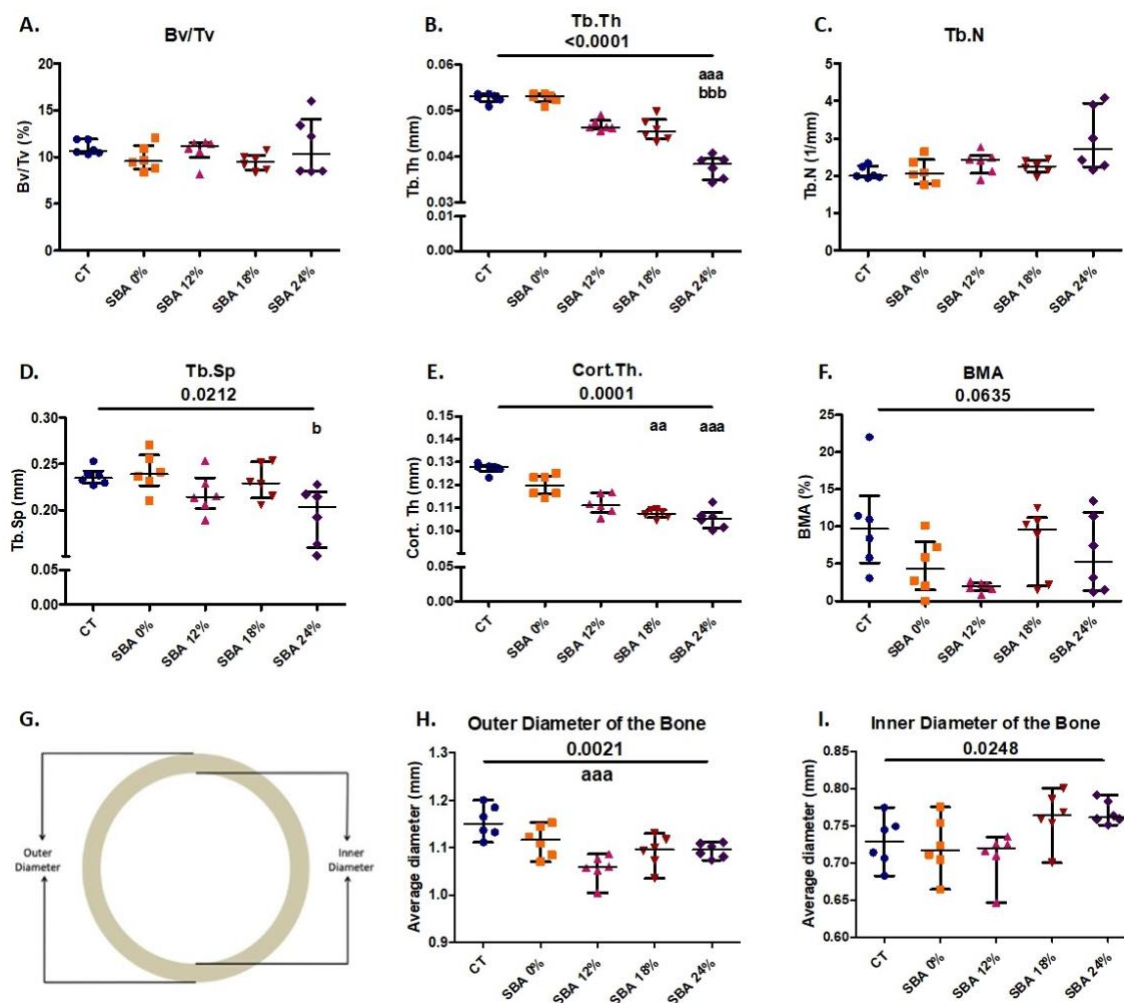 A.
Bv/Tv
Bv/Tv (%)
20
15
10
5
0
CT
SBA 0%
SBA 12%
SBA 18%
SBA 24%
B.
Tb.Th
<0.0001
aaa
bbb
Tb.Th (mm)
0.06
0.05
0.04
0.03
0.01
0.00
CT
SBA 0%
SBA 12%
SBA 18%
SBA 24%
C.
Tb.N
Tb.N (1/mm)
5
4
3
2
1
0
CT
SBA 0%
SBA 12%
SBA 18%
SBA 24%
D.
Tb.Sp
0.0212
b
Tb.Sp (mm)
0.30
0.25
0.20
0.05
0.00
CT
SBA 0%
SBA 12%
SBA 18%
SBA 24%
E.
Cort.Th.
0.0001
aa
aaa
Cort. Th (mm)
0.15
0.14
0.13
0.12
0.11
0.10
0.05
0.00
CT
SBA 0%
SBA 12%
SBA 18%
SBA 24%
F.
BMA
0.0635
BMA (%)
25
20
15
10
5
0
CT
SBA 0%
SBA 12%
SBA 18%
SBA 24%
G.
Outer
Diameter
Inner
Diameter
H.
Outer Diameter of the Bone
0.0021
aaa
Average diameter (mm)
1.3
1.2
1.1
1.0
0.9
CT
SBA 0%
SBA 12%
SBA 18%
SBA 24%
I.
Inner Diameter of the Bone
0.0248
Average diameter (mm)
0.85
0.80
0.75
0.70
0.65
0.60
CT
SBA 0%
SBA 12%
SBA 18%
SBA 24%